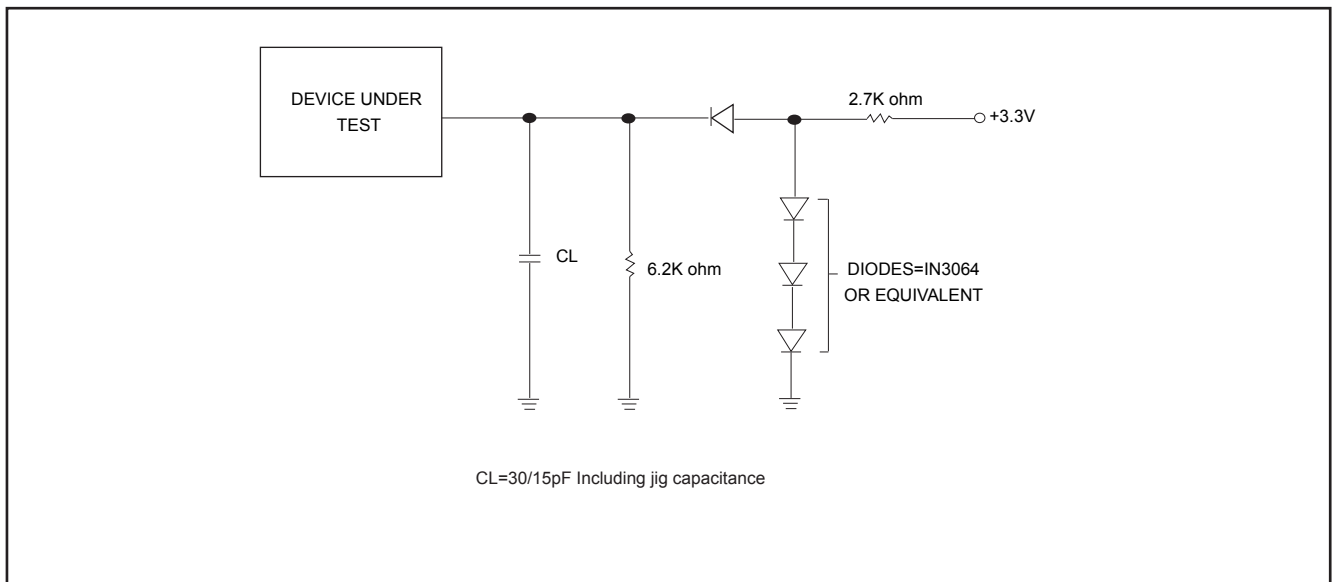 DEVICE UNDER
TEST
2.7K ohm
+3.3V
CL
6.2K ohm
DIODES=IN3064
OR EQUIVALENT
CL=30/15pF Including jig capacitance